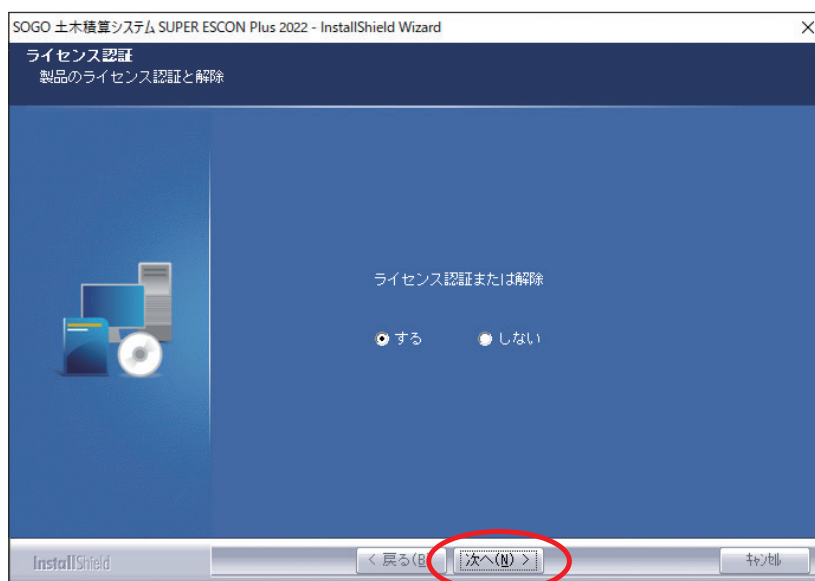 SOGO 土木積算システム SUPER ESCON Plus 2022 - InstallShield Wizard
ライセンス認証
製品のライセンス認証と解除
ライセンス認証または解除
する しない
InstallShield
< 戻る(B 次へ(N) > キャンセル